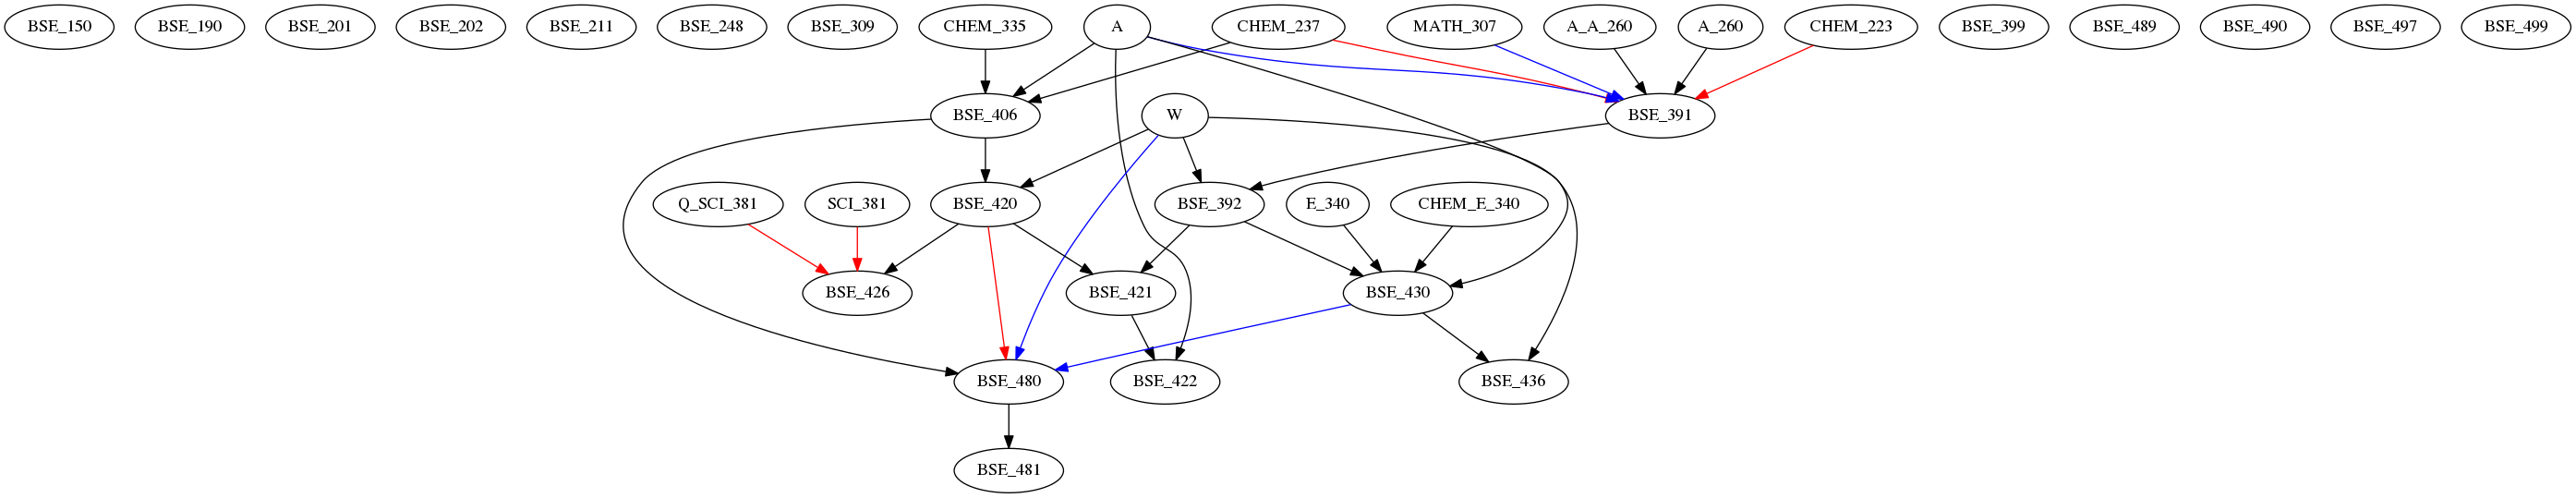 BSE_150 BSE_190 BSE_201 BSE_202 BSE_211 BSE_248 BSE_309 CHEM_335 A CHEM_237 MATH_307 A_A_260 A_260 CHEM_223 BSE_399 BSE_489 BSE_490 BSE_497 BSE_499
BSE_406 W BSE_391
Q_SCI_381 SCI_381 BSE_420 BSE_392 E_340 CHEM_E_340
BSE_426 BSE_421 BSE_430
BSE_480 BSE_422 BSE_436
BSE_481